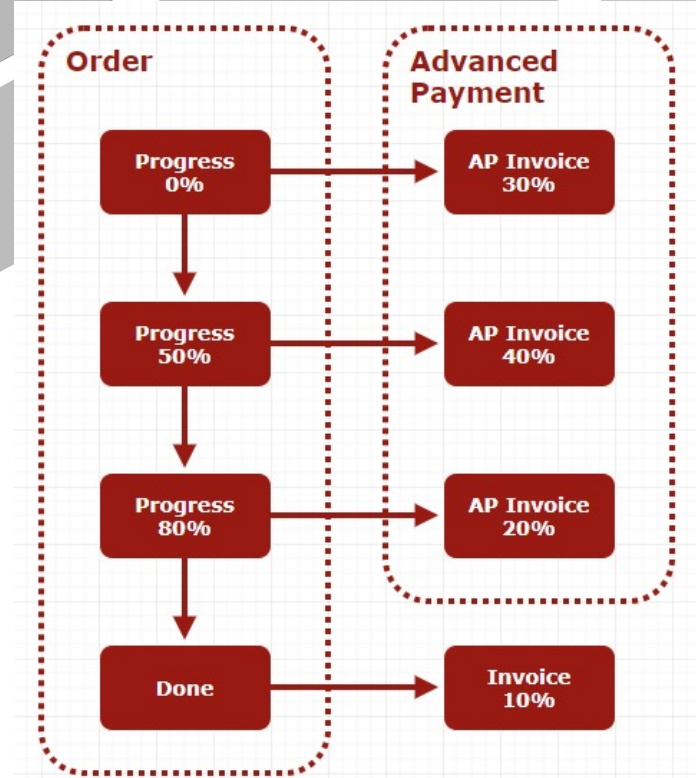 Order
Advanced
Payment
Progress
0%
AP Invoice
30%
Progress
50%
AP Invoice
40%
Progress
80%
AP Invoice
20%
Done
Invoice
10%